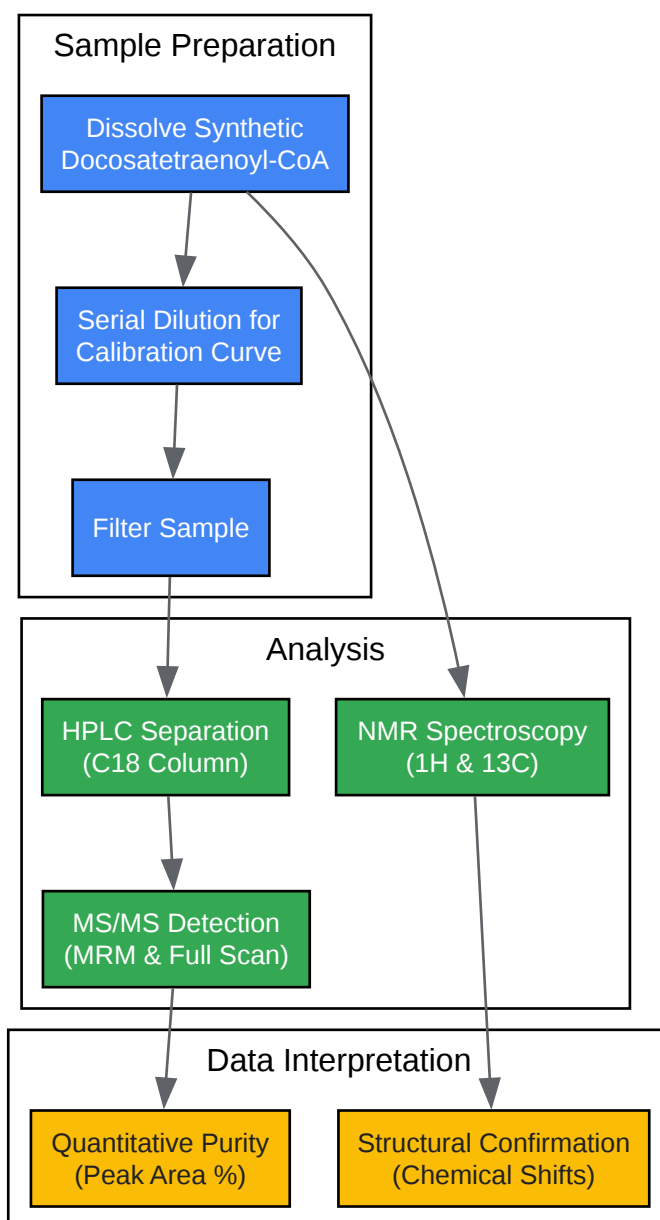 Sample Preparation
Dissolve Synthetic
Docosatetraenoyl-CoA
Serial Dilution for
Calibration Curve
Filter Sample
Analysis
HPLC Separation
(C18 Column)
NMR Spectroscopy
(1H & 13C)
MS/MS Detection
(MRM & Full Scan)
Data Interpretation
Quantitative Purity
(Peak Area %)
Structural Confirmation
(Chemical Shifts)